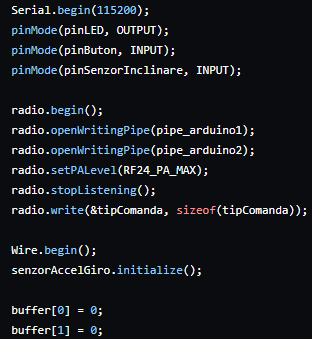 Serial.begin(115200);
pinMode(pinLED, OUTPUT);
pinMode(pinButon, INPUT);
pinMode(pinSenzorInclinare, INPUT);
radio.begin();
radio.openWritingPipe(pipe_arduino1);
radio.openWritingPipe(pipe_arduino2);
radio.setPALevel(RF24_PA_MAX);
radio.stopListening();
radio.write(&tipComanda, sizeof(tipComanda));
Wire.begin();
senzorAccelGiro.initialize();
buffer[0] = 0;
buffer[1] = 0;